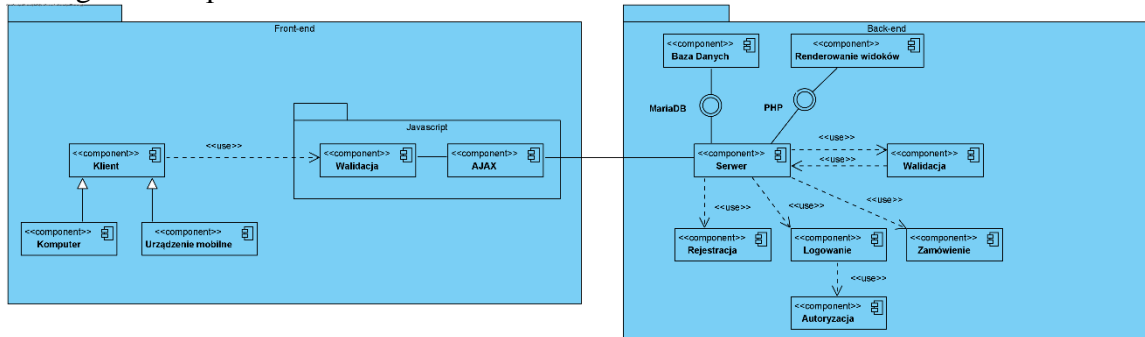 Front-end
<<component>>
Klient
<<use>>
<<component>>
Komputer
<<component>>
Urządzenie mobilne
Javascript
<<component>>
Walidacja
<<component>>
AJAX
Back-end
<<component>>
Baza Danych
<<component>>
Renderowanie widoków
MariaDB
PHP
<<component>>
Serwer
<<use>>
<<use>>
<<component>>
Walidacja
<<use>>
<<use>>
<<use>>
<<component>>
Rejestracja
<<component>>
Logowanie
<<component>>
Zamówienie
<<use>>
<<component>>
Autoryzacja